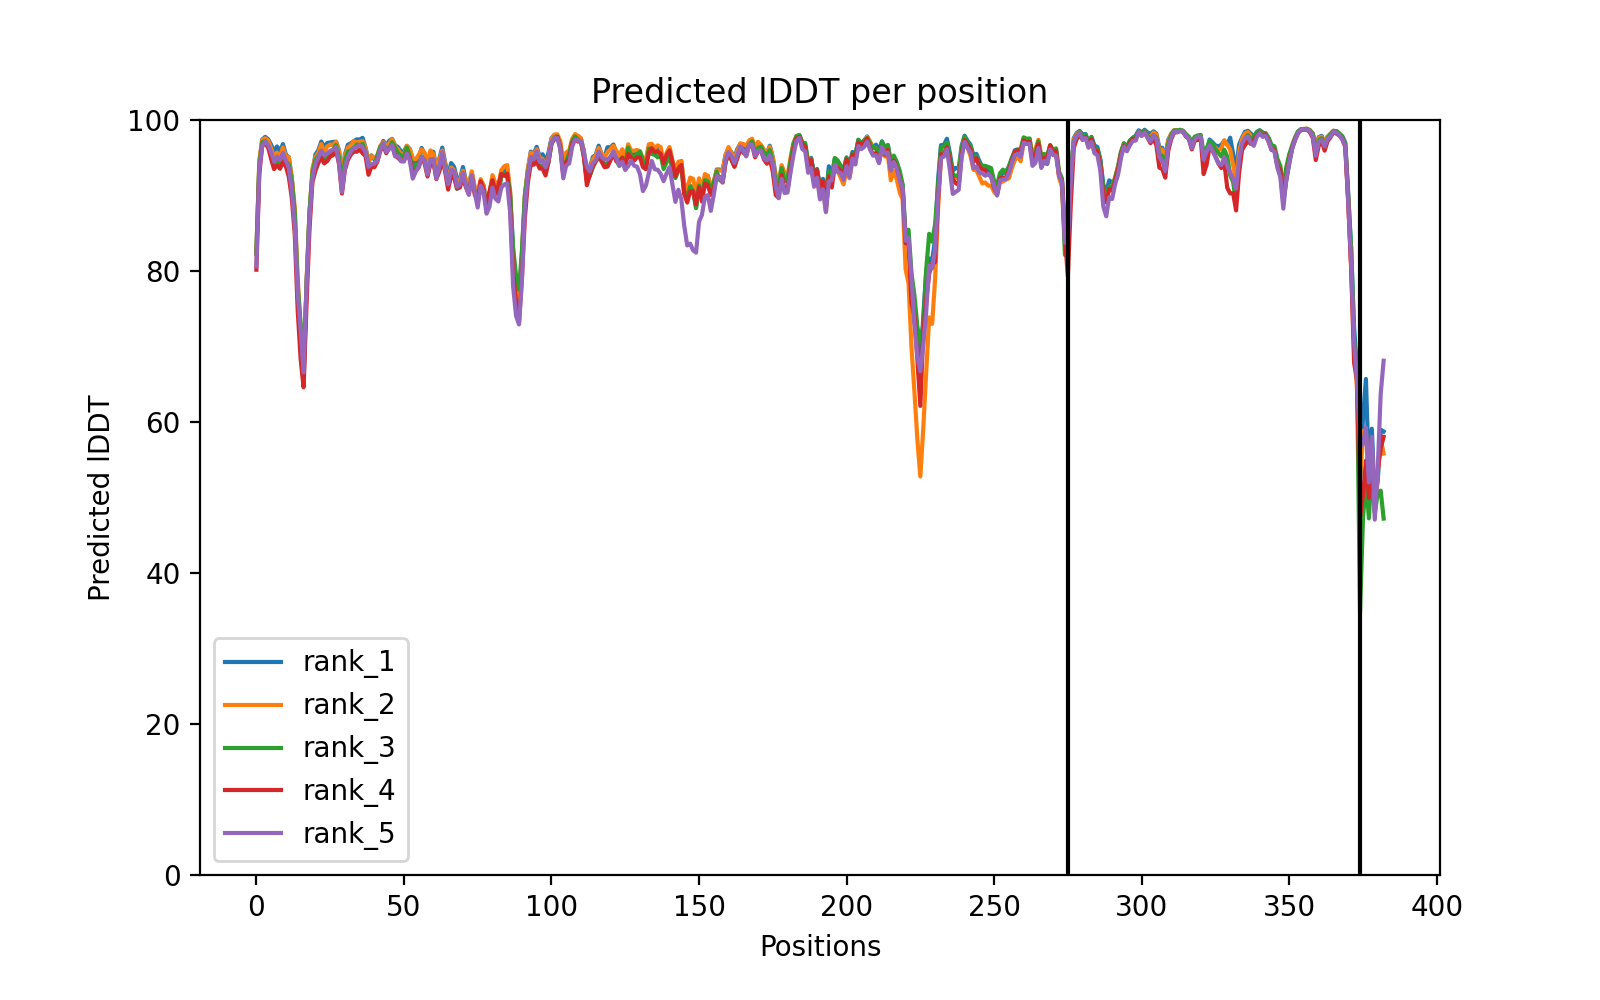 Predicted lDDT per position
100
80
60
40
20
0
Predicted lDDT
rank_1
rank_2
rank_3
rank_4
rank_5
0 50 100 150 200 250 300 350 400
Positions